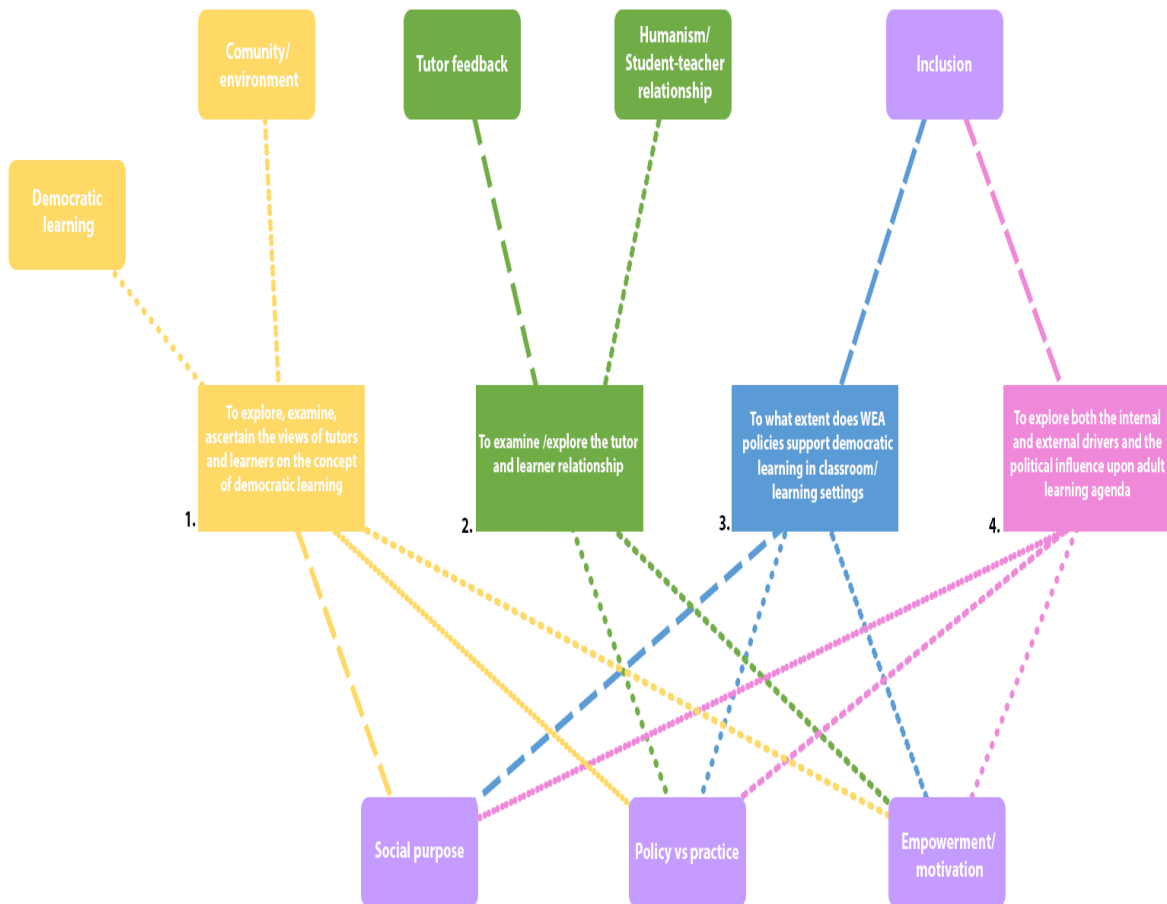 Comunity/
environment
Tutor feedback
Humanism/
Student-teacher
relationship
Inclusion
Democratic
learning
To explore, examine,
ascertain the views of tutors
and learners on the concept
of democratic learning
1.
To examine /explore the tutor
and learner relationship
2.
To what extent does WEA
policies support democratic
learning in classroom/
learning settings
3.
To explore both the internal
and external drivers and the
political influence upon adult
learning agenda
4.
Social purpose
Policy vs practice
Empowerment/
motivation